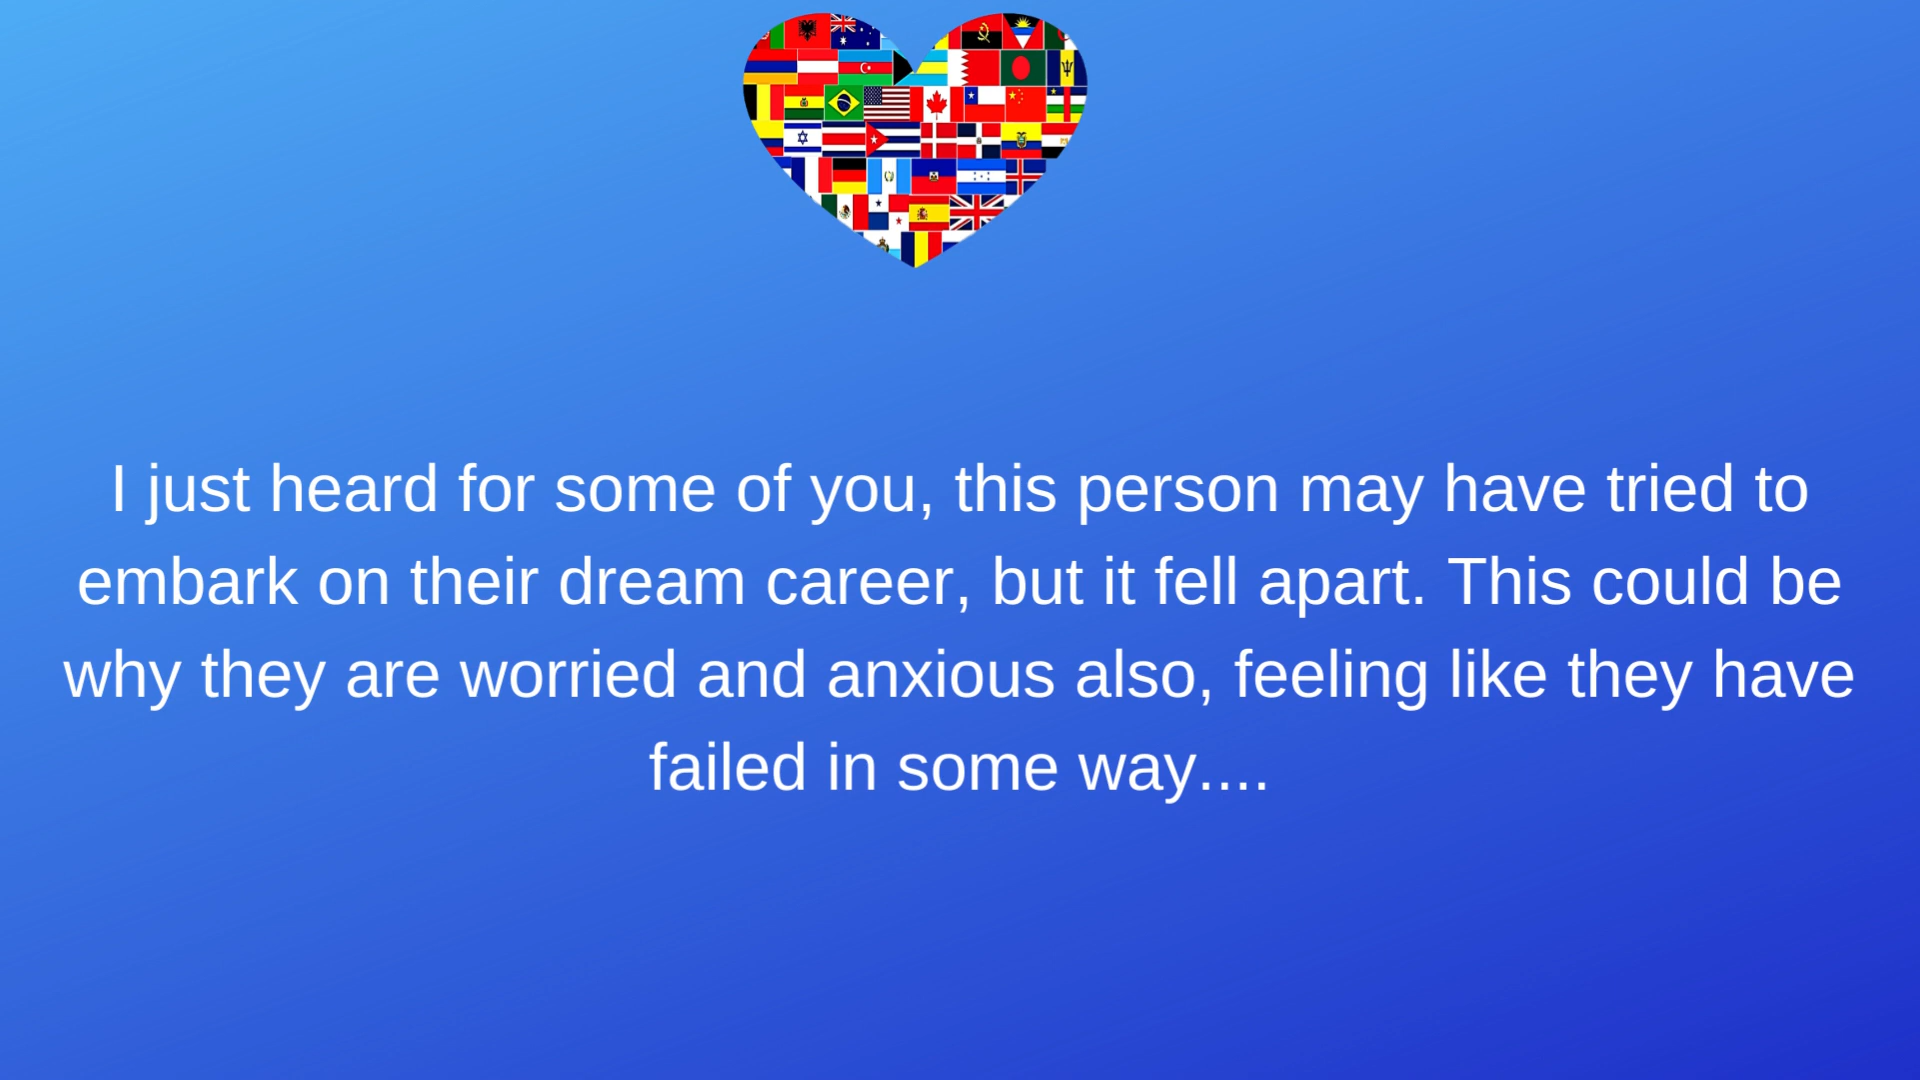 I just heard for some of you, this person may have tried to
embark on their dream career, but it fell apart. This could be
why they are worried and anxious also, feeling like they have
failed in some way....